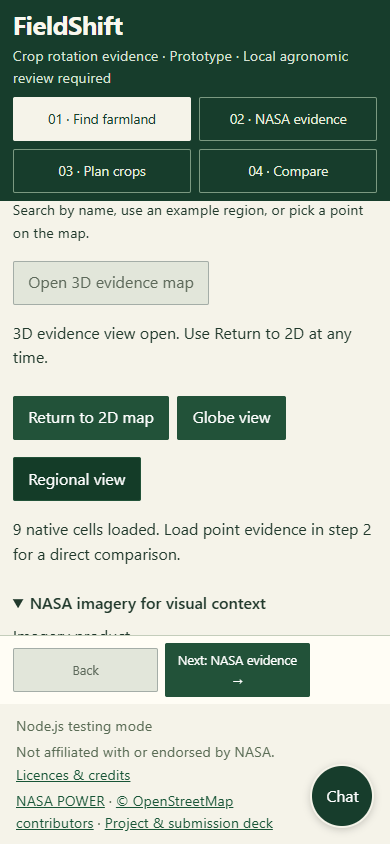 FieldShift
Crop rotation evidence · Prototype · Local agronomic
review required
01 · Find farmland
02 · NASA evidence
03 · Plan crops
04 · Compare
Search by name, use an example region, or pick a point
on the map.
Open 3D evidence map
3D evidence view open. Use Return to 2D at any
time.
Return to 2D map
Globe view
Regional view
9 native cells loaded. Load point evidence in step 2
for a direct comparison.
▼ NASA imagery for visual context
Imagery product
Back
Next: NASA evidence
→
Node.js testing mode
Not affiliated with or endorsed by NASA.
Licences & credits
NASA POWER · © OpenStreetMap
contributors · Project & submission deck
Chat